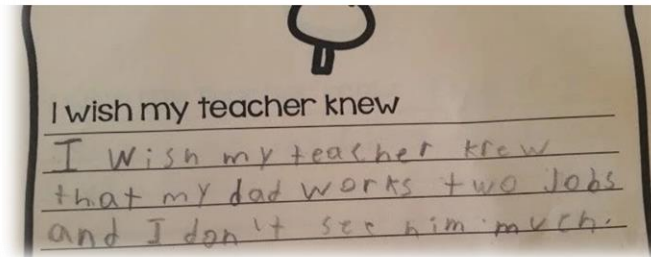 I wish my teacher knew
I wish my teacher knew
that my dad works two jobs
and I don't see him much.